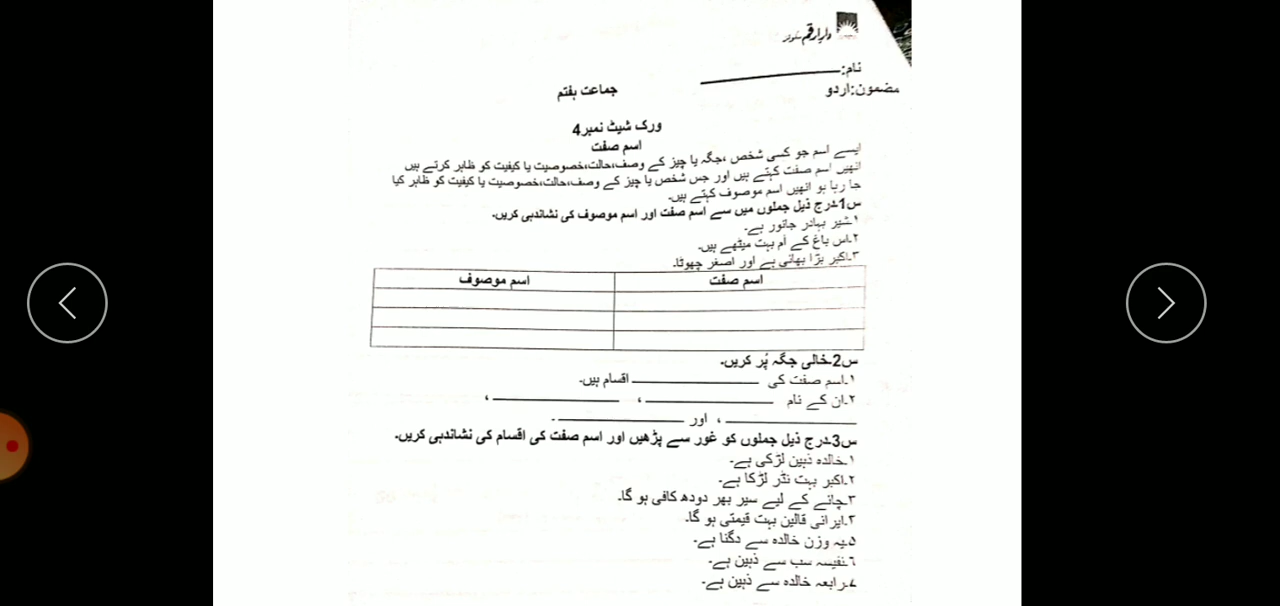 دارِارقم سکولز
نام:
مضمون:اردو
جماعت ہفتم
ورک شیٹ نمبر4
اسم صفت
ایسے اسم جو کسی شخص ،جگہ یا چیز کے وصف،حالت،خصوصیت یا کیفیت کو ظاہر کرتے ہیں
انھیں اسم صفت کہتے ہیں اور جس شخص یا چیز کے وصف،حالت،خصوصیت یا کیفیت کو ظاہر کیا
جا رہا ہو انھیں اسم موصوف کہتے ہیں۔
س1۔درج ذیل جملوں میں سے اسم صفت اور اسم موصوف کی نشاندہی کریں۔
۱۔شیر بہادر جانور ہے۔
۲۔اس باغ کے آم بہت میٹھے ہیں۔
۳۔اکبر بڑا بھائی ہے اور اصغر چھوٹا۔
اسم صفت اسم موصوف
س2۔خالی جگہ پُر کریں۔
۱۔اسم صفت کی ــــــــــــــ اقسام ہیں۔
۲۔ان کے نام ــــــــــــــ ، ــــــــــــــ ،
ــــــــــــــ ، اور ــــــــــــــ ۔
س3۔درج ذیل جملوں کو غور سے پڑھیں اور اسم صفت کی اقسام کی نشاندہی کریں۔
۱۔خالدہ ذہین لڑکی ہے۔
۲۔اکبر بہت نڈر لڑکا ہے۔
۳۔چائے کے لیے سیر بھر دودھ کافی ہو گا۔
۴۔ایرانی قالین بہت قیمتی ہو گا۔
۵۔یہ وزن خالدہ سے دگنا ہے۔
۶۔نفیسہ سب سے ذہین ہے۔
۷۔رابعہ خالدہ سے ذہین ہے۔